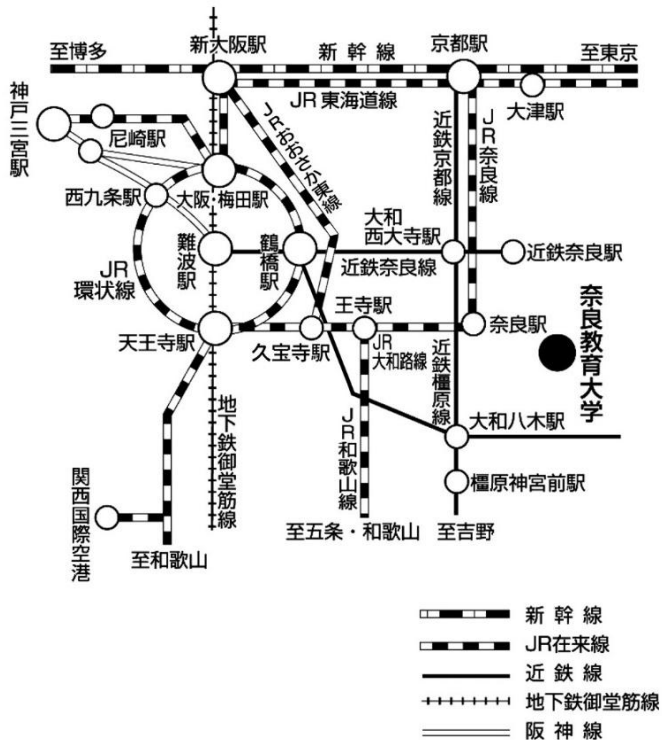 至博多
新大阪駅
新幹線
京都駅
至東京
JR東海道線
大津駅
神戸三宮駅
尼崎駅
JRおおさか東線
近鉄京都線
JR奈良線
西九条駅
大阪・梅田駅
大和
西大寺駅
難波駅
鶴橋駅
近鉄奈良線
近鉄奈良駅
JR
環状線
王寺駅
奈良駅
奈良教育大学
天王寺駅
久宝寺駅
JR
大和路線
近鉄橿原線
地下鉄御堂筋線
JR和歌山線
大和八木駅
橿原神宮前駅
関西国際空港
至和歌山
至五条・和歌山
至吉野
新幹線
JR在来線
近鉄線
地下鉄御堂筋線
阪神線